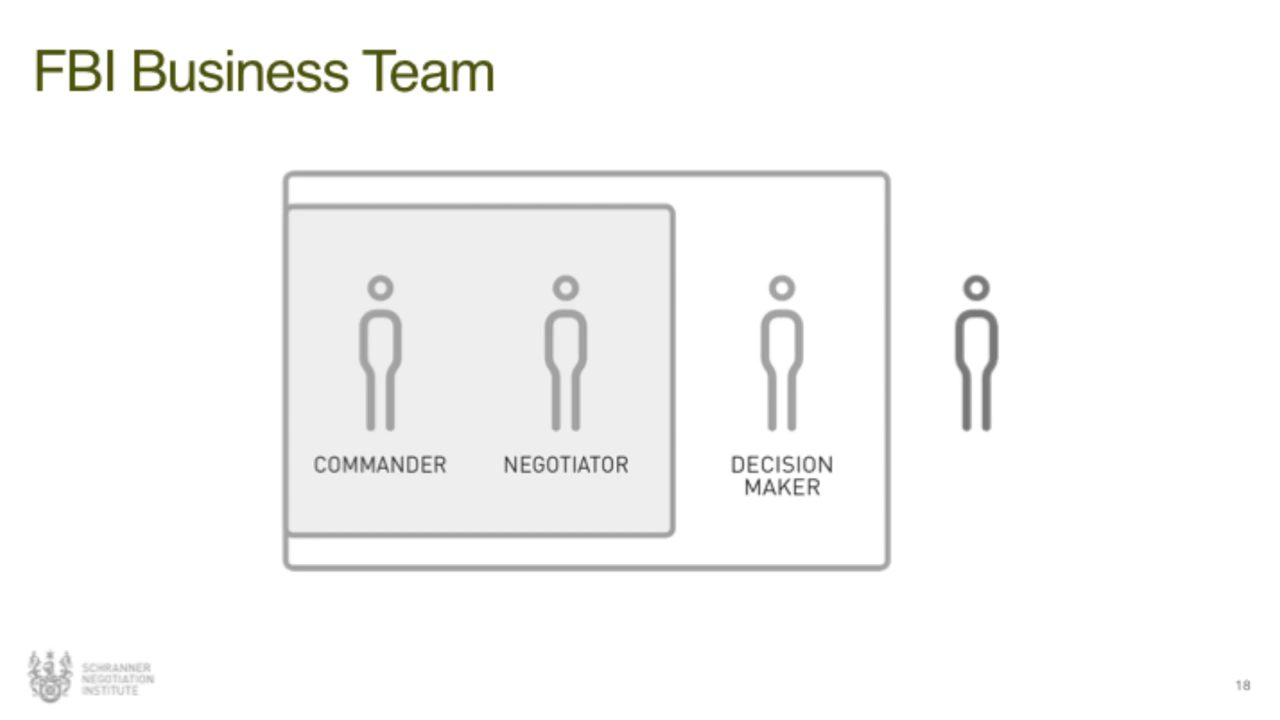 FBI Business Team
COMMANDER
NEGOTIATOR
DECISION
MAKER
SCHRANNER
NEGOTIATION
INSTITUTE
18